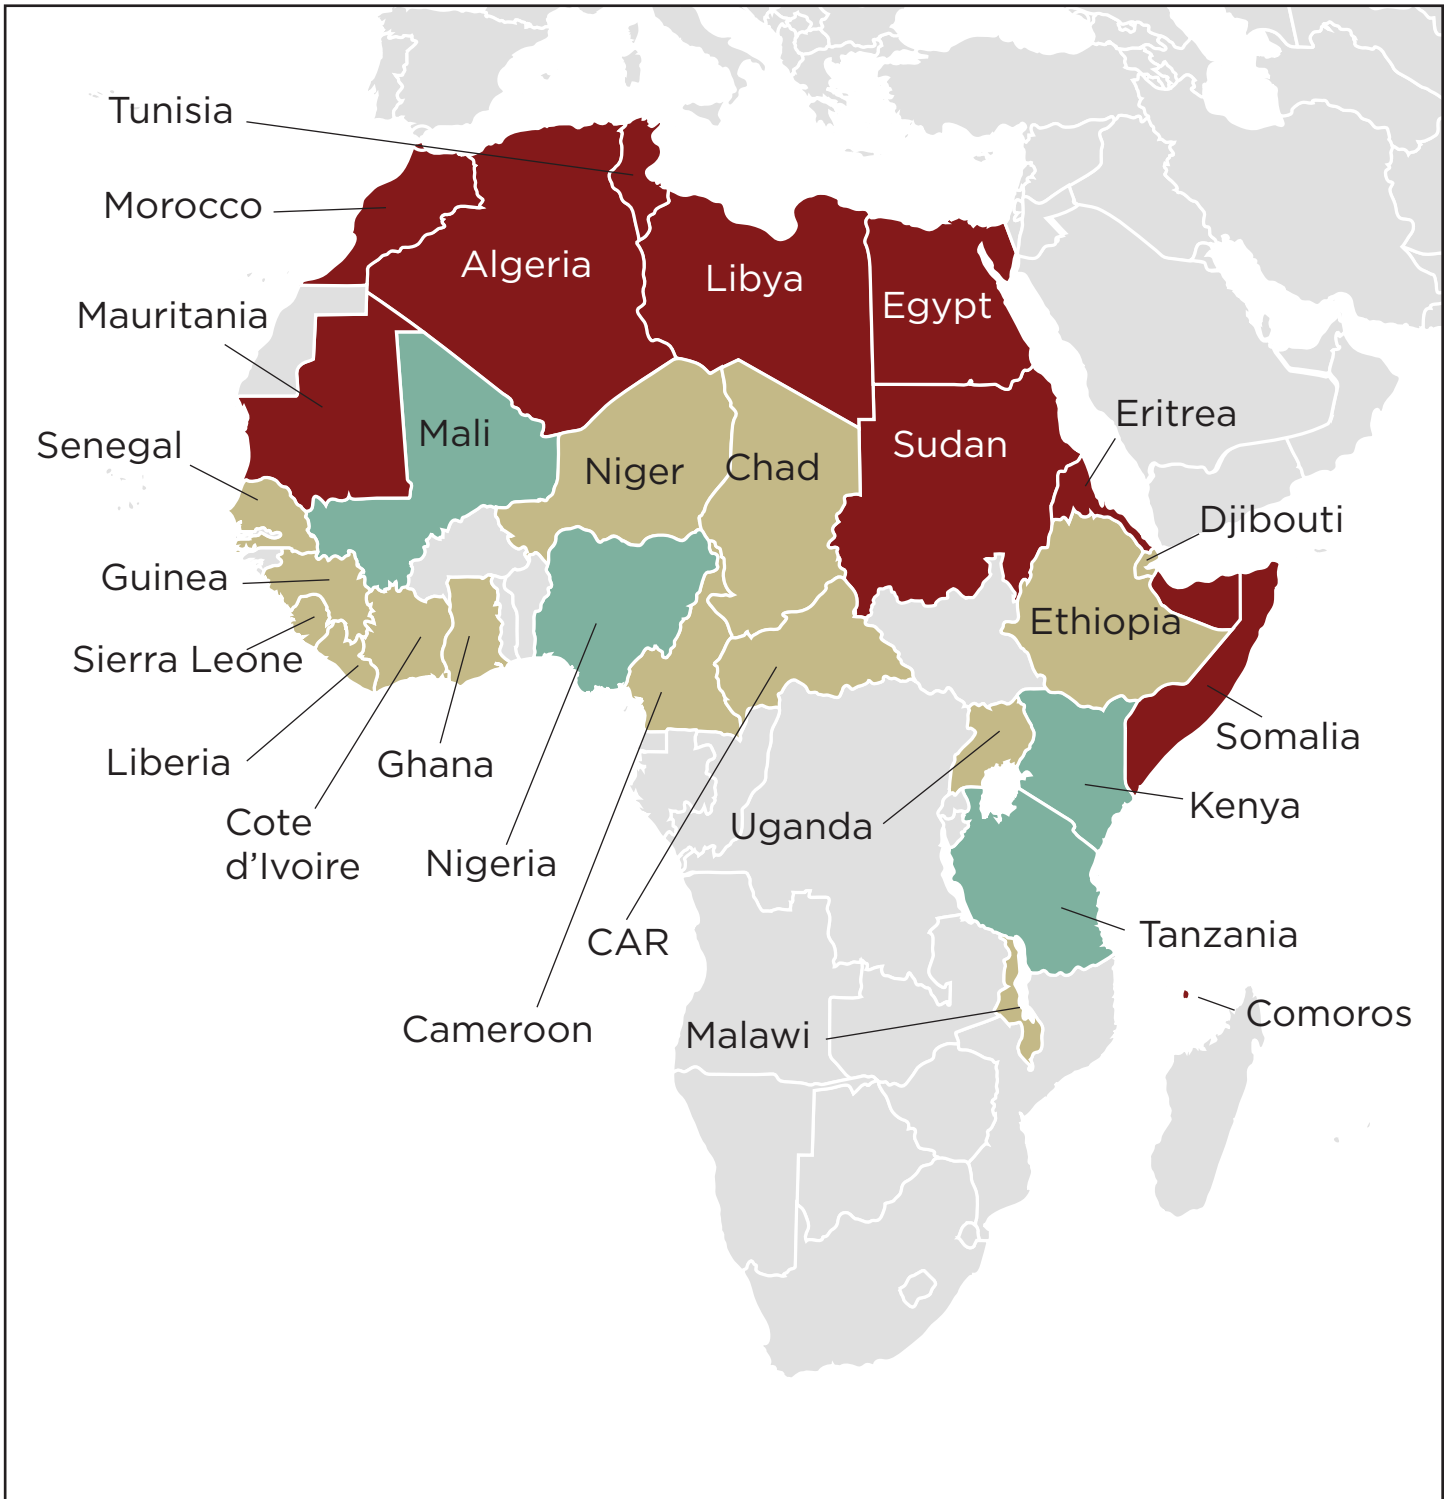 Tunisia
Morocco
Algeria
Libya
Egypt
Mauritania
Eritrea
Mali
Sudan
Senegal
Niger
Chad
Djibouti
Guinea
Ethiopia
Sierra Leone
Somalia
Liberia
Ghana
Kenya
Cote
d’Ivoire
Uganda
Nigeria
CAR
Tanzania
Comoros
Cameroon
Malawi